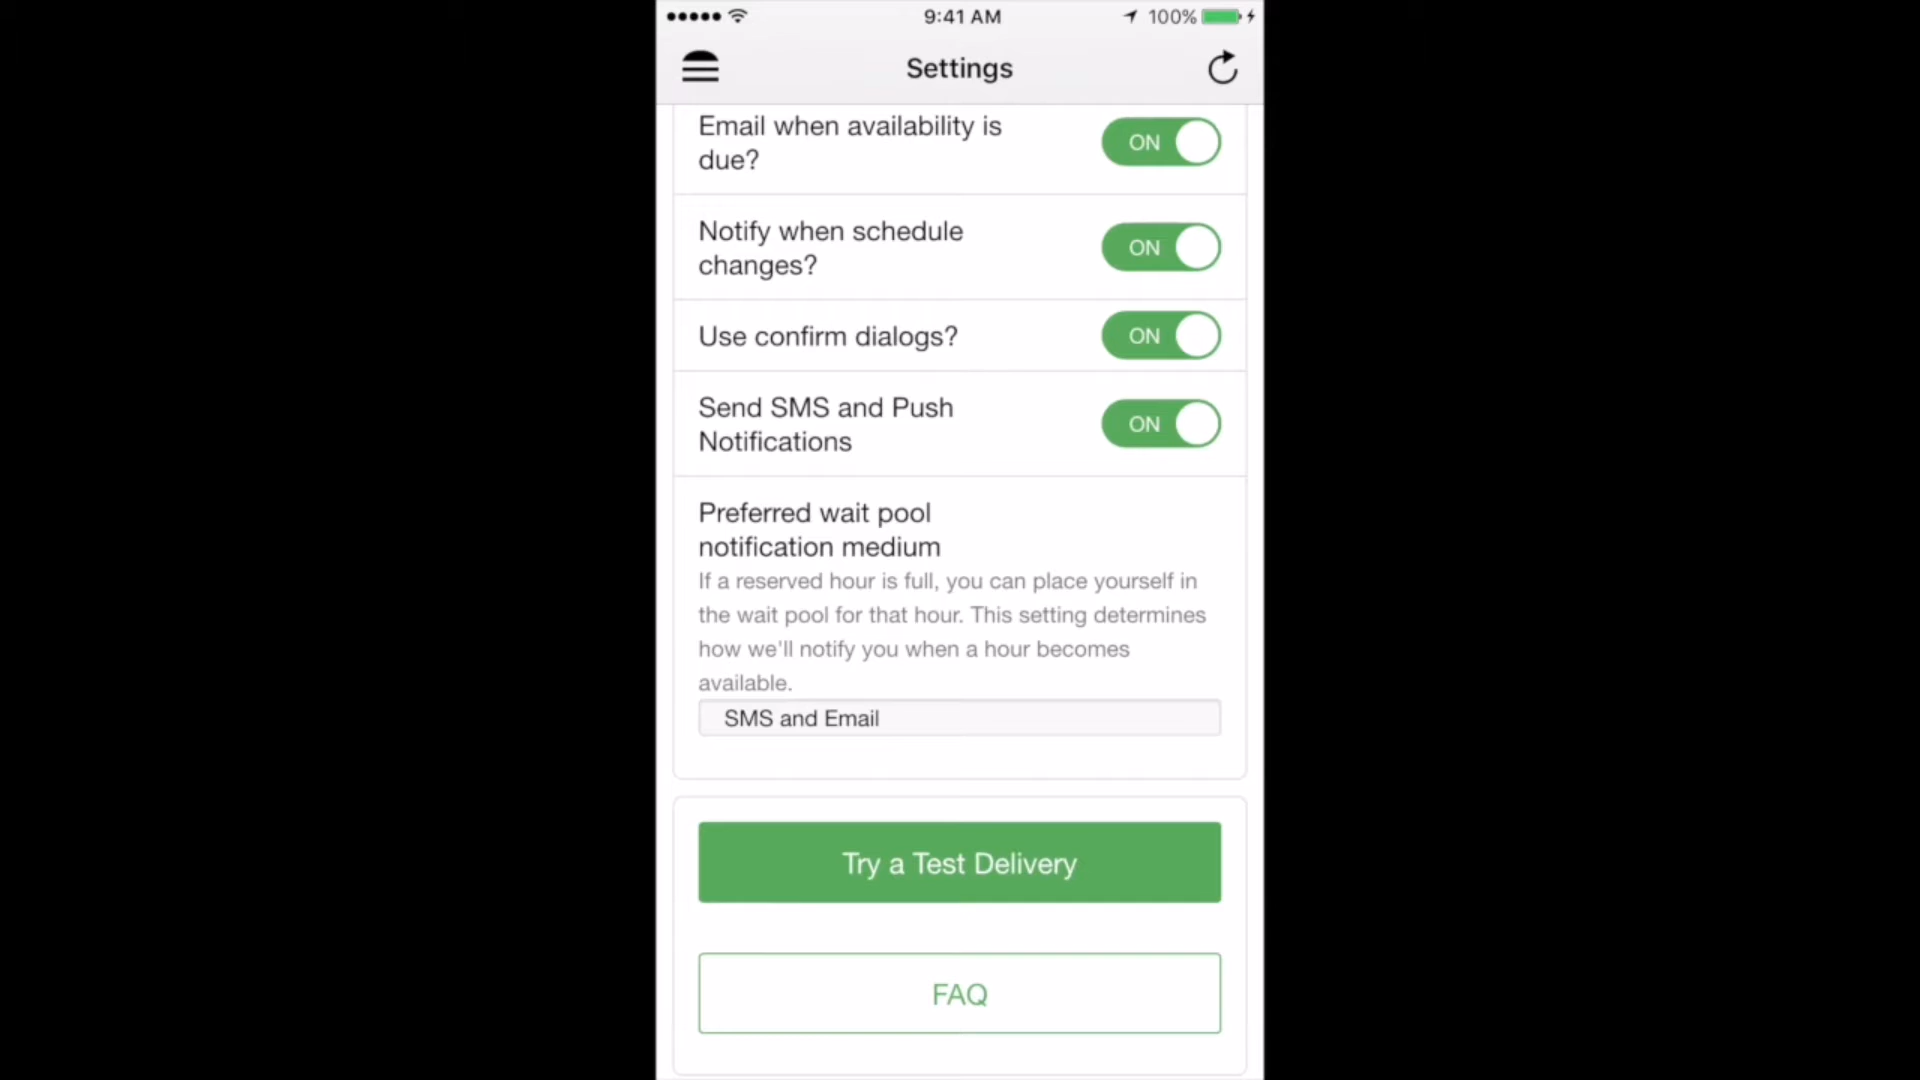 9:41 AM
100%
Settings
Email when availability is
due?
ON
Notify when schedule
changes?
ON
Use confirm dialogs?
ON
Send SMS and Push
Notifications
ON
Preferred wait pool
notification medium
If a reserved hour is full, you can place yourself in
the wait pool for that hour. This setting determines
how we'll notify you when a hour becomes
available.
SMS and Email
Try a Test Delivery
FAQ